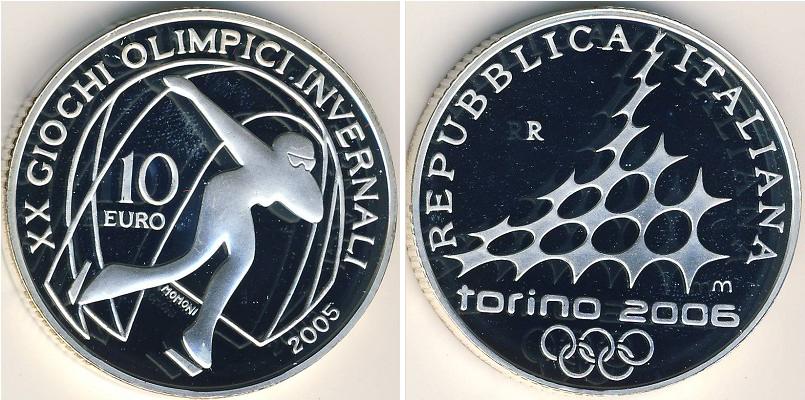 XX GIOCHI OLIMPICI INVERNALI
10
EURO
MOMONI
2005
REPUBBLICA ITALIANA
R
m
torino 2006